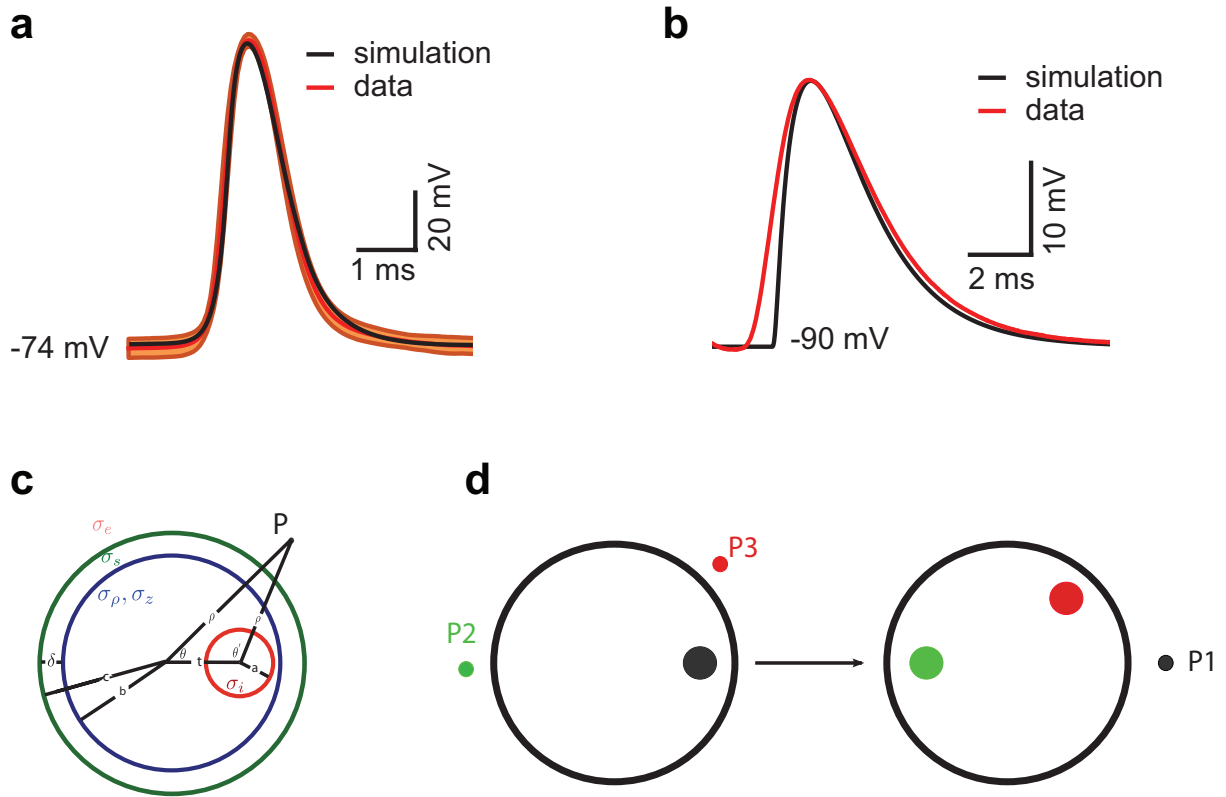 a
simulation
data
20 mV
1 ms
-74 mV
b
simulation
data
10 mV
2 ms
-90 mV
c
P
σₑ
σₛ
σᵨ, σ_z
ρ
ρ'
θ
θ'
t
a
δ
c
b
σᵢ
d
P3
P2
P1